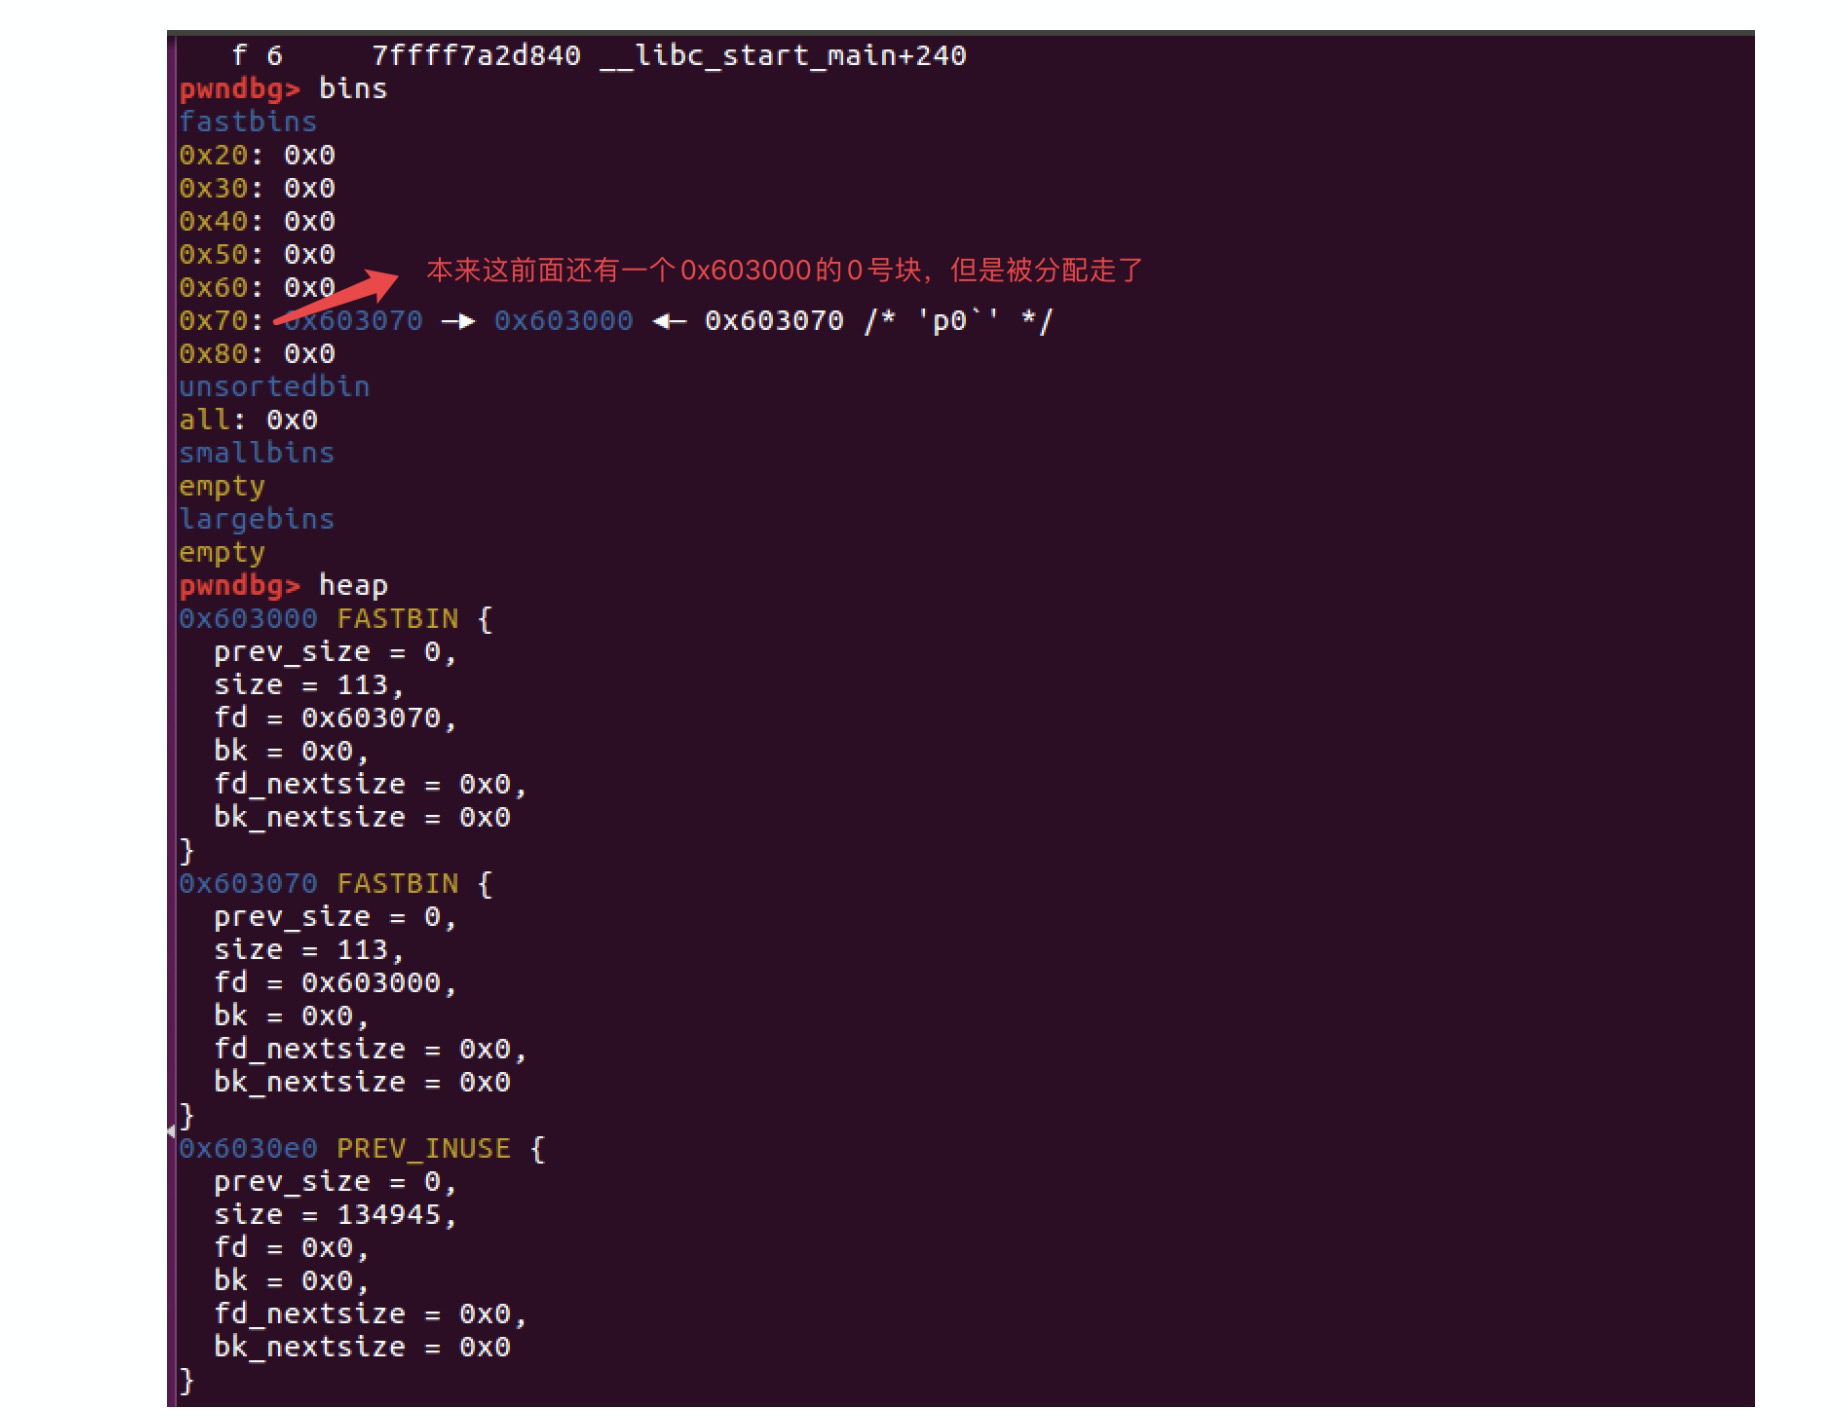 f 6     7ffff7a2d840 __libc_start_main+240
pwndbg> bins
fastbins
0x20: 0x0
0x30: 0x0
0x40: 0x0
0x50: 0x0
本来这前面还有一个0x603000的0号块，但是被分配走了
0x60: 0x0
0x70: 0x603070 —▸ 0x603000 ◂— 0x603070 /* 'p0`' */
0x80: 0x0
unsortedbin
all: 0x0
smallbins
empty
largebins
empty
pwndbg> heap
0x603000 FASTBIN {
  prev_size = 0,
  size = 113,
  fd = 0x603070,
  bk = 0x0,
  fd_nextsize = 0x0,
  bk_nextsize = 0x0
}
0x603070 FASTBIN {
  prev_size = 0,
  size = 113,
  fd = 0x603000,
  bk = 0x0,
  fd_nextsize = 0x0,
  bk_nextsize = 0x0
}
0x6030e0 PREV_INUSE {
  prev_size = 0,
  size = 134945,
  fd = 0x0,
  bk = 0x0,
  fd_nextsize = 0x0,
  bk_nextsize = 0x0
}